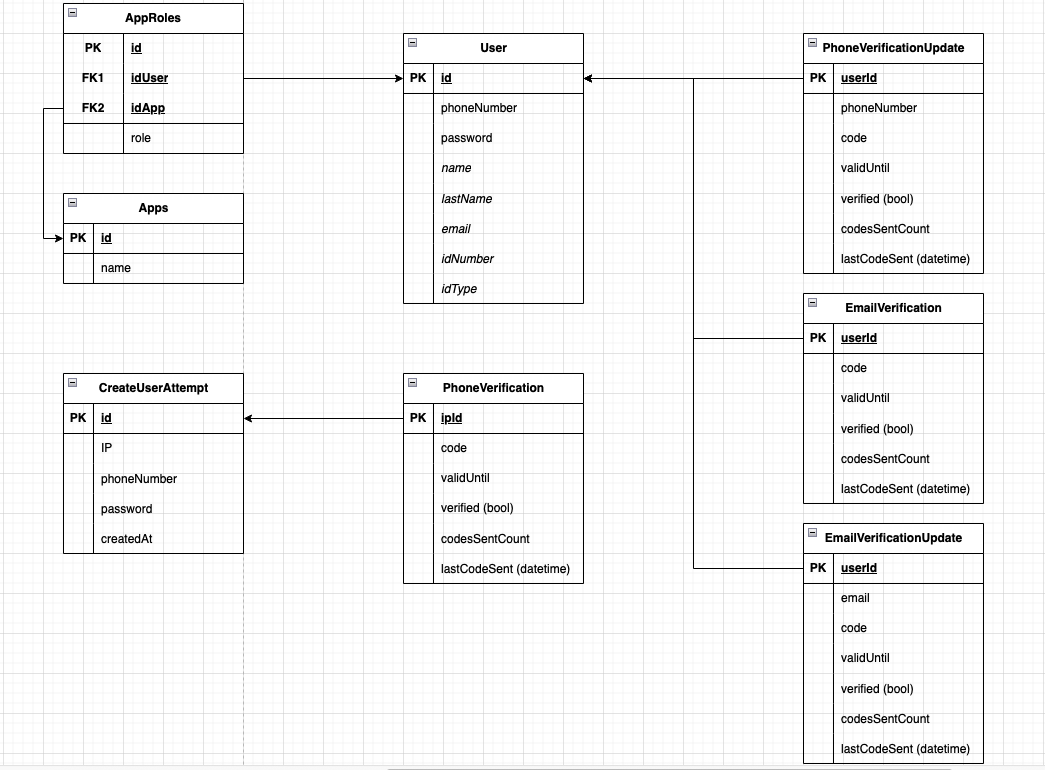 AppRoles
PK id
FK1 idUser
FK2 idApp
role
Apps
PK id
name
User
PK id
phoneNumber
password
name
lastName
email
idNumber
idType
PhoneVerificationUpdate
PK userId
phoneNumber
code
validUntil
verified (bool)
codesSentCount
lastCodeSent (datetime)
EmailVerification
PK userId
code
validUntil
verified (bool)
codesSentCount
lastCodeSent (datetime)
CreateUserAttempt
PK id
IP
phoneNumber
password
createdAt
PhoneVerification
PK ipId
code
validUntil
verified (bool)
codesSentCount
lastCodeSent (datetime)
EmailVerificationUpdate
PK userId
email
code
validUntil
verified (bool)
codesSentCount
lastCodeSent (datetime)